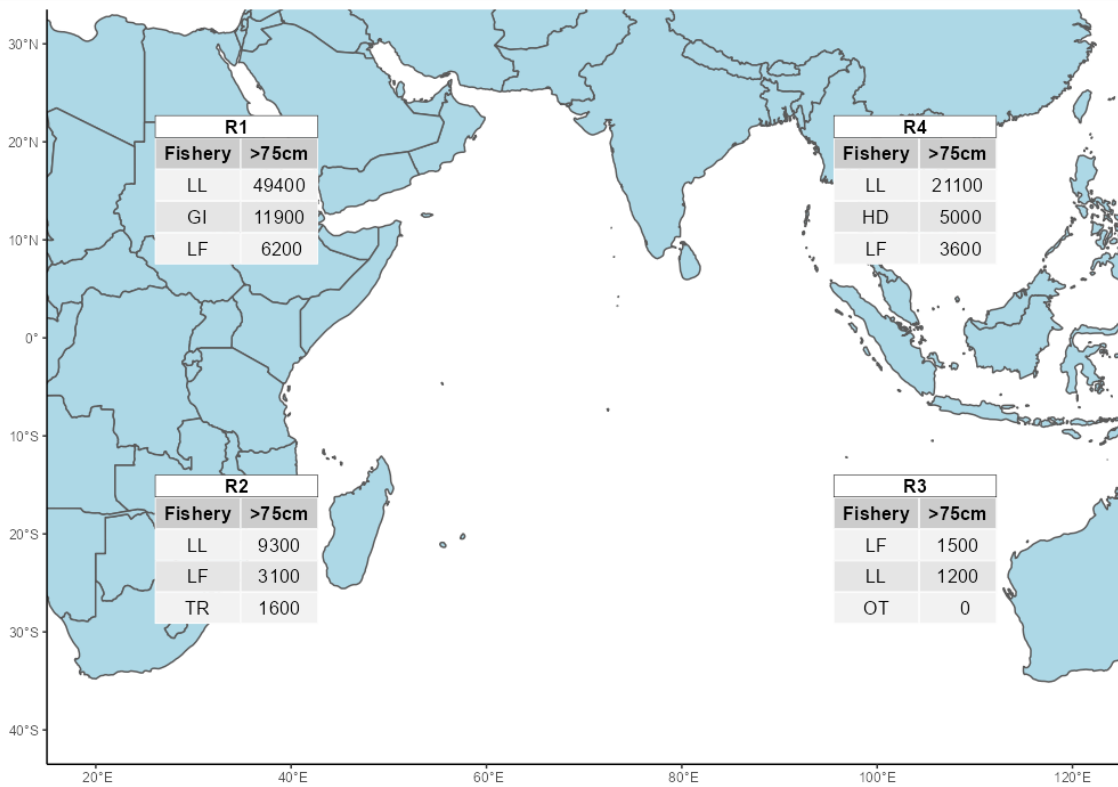 30°N
20°N
10°N
0°
10°S
20°S
30°S
40°S
R1
Fishery >75cm
LL 49400
GI 11900
LF 6200
R4
Fishery >75cm
LL 21100
HD 5000
LF 3600
R2
Fishery >75cm
LL 9300
LF 3100
TR 1600
R3
Fishery >75cm
LF 1500
LL 1200
OT 0
20°E 40°E 60°E 80°E 100°E 120°E